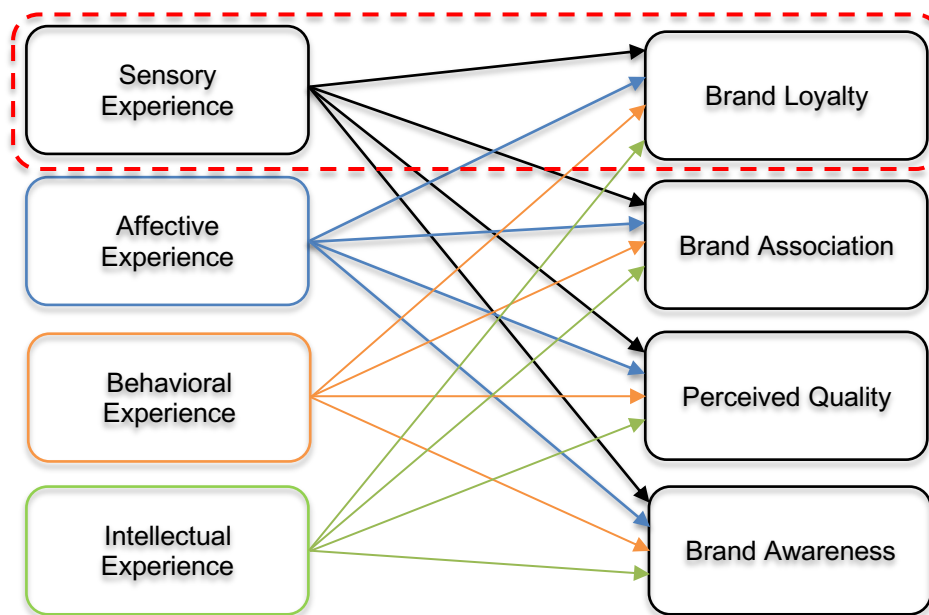 Sensory
Experience
Brand Loyalty
Affective
Experience
Brand Association
Behavioral
Experience
Perceived Quality
Intellectual
Experience
Brand Awareness